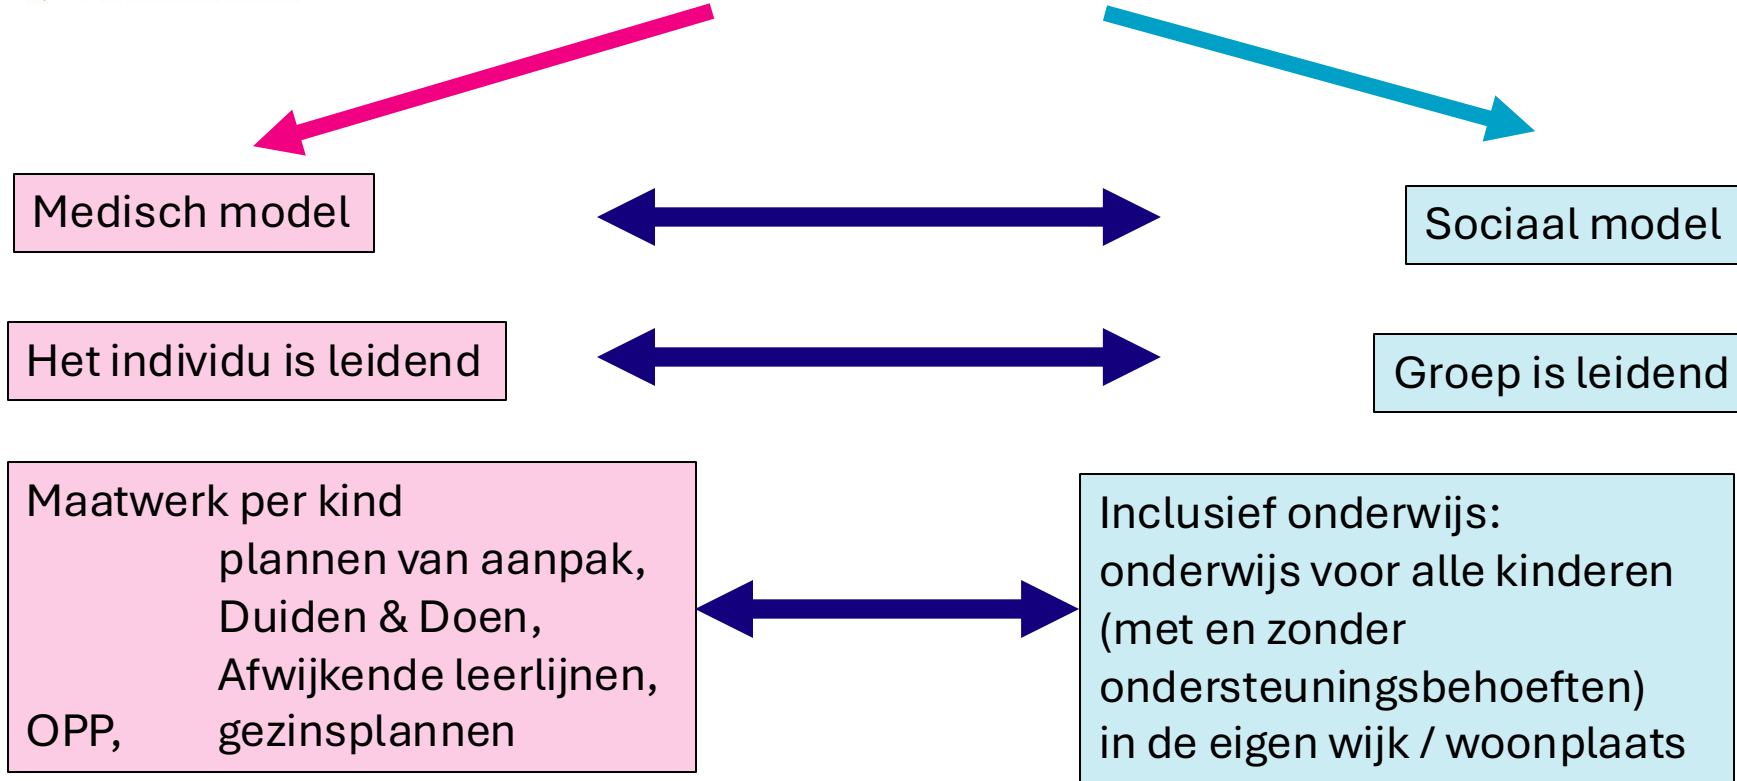 Medisch model
Sociaal model
Het individu is leidend
Groep is leidend
Maatwerk per kind
plannen van aanpak,
Duiden & Doen,
Afwijkende leerlijnen,
OPP, gezinsplannen
Inclusief onderwijs:
onderwijs voor alle kinderen
(met en zonder
ondersteuningsbehoeften)
in de eigen wijk / woonplaats